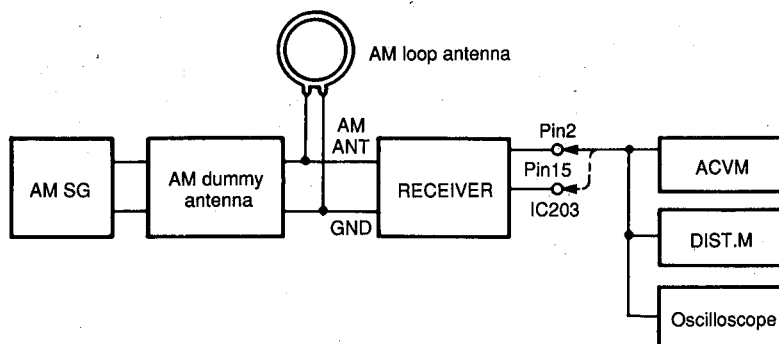 AM loop antenna
AM SG
AM dummy
antenna
AM
ANT
GND
RECEIVER
Pin2
Pin15
IC203
ACVM
DIST.M
Oscilloscope